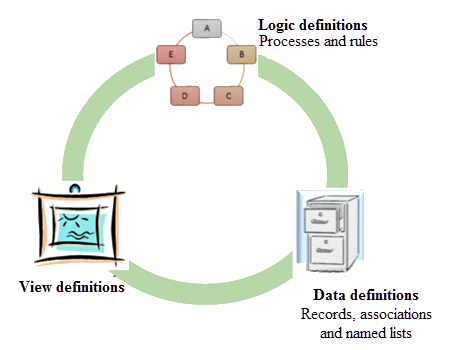 Logic definitions
Processes and rules
A
E
B
D
C
View definitions
Data definitions
Records, associations
and named lists